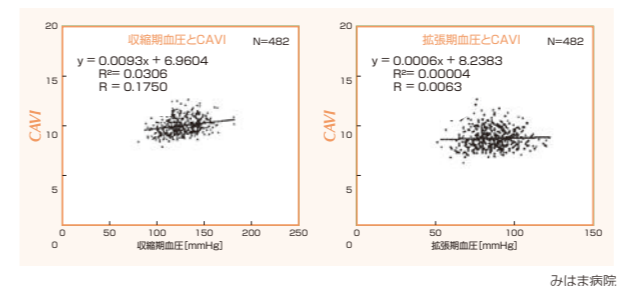 収縮期血圧とCAVI
N=482
y = 0.0093x + 6.9604
R²= 0.0306
R = 0.1750
CAVI
20
15
10
5
0
0 50 100 150 200 250
収縮期血圧[mmHg]
拡張期血圧とCAVI
N=482
y = 0.0006x + 8.2383
R²= 0.00004
R = 0.0063
CAVI
20
15
10
5
0
0 50 100 150
拡張期血圧[mmHg]
みはま病院